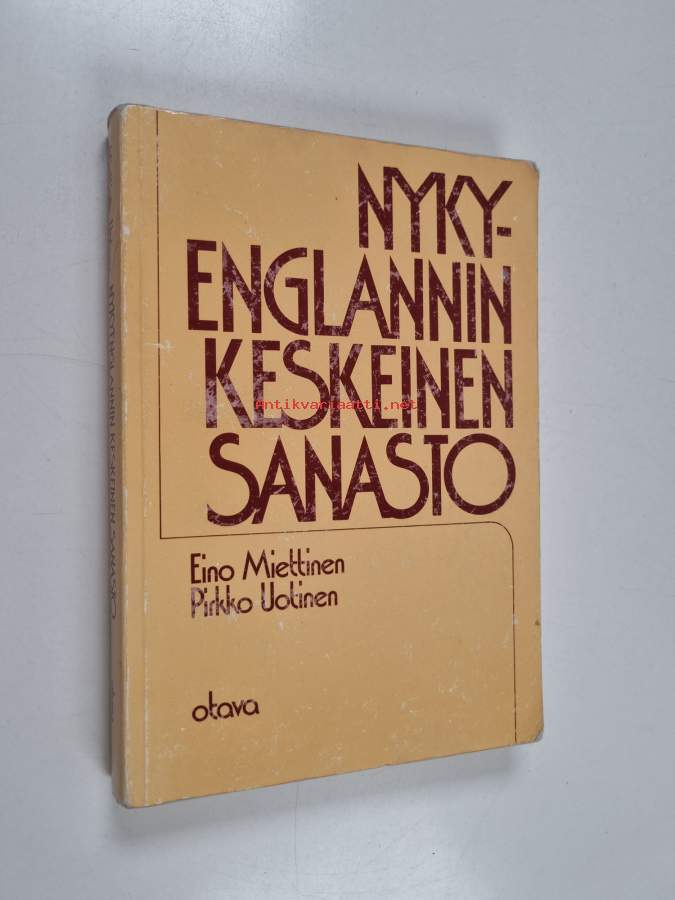 NYKY-
ENGLANNIN
KESKEINEN
SANASTO
Antikvariaatti.net
Eino Miettinen
Pirkko Uotinen
otava
NYKYENGLANNIN KESKEINEN SANASTO